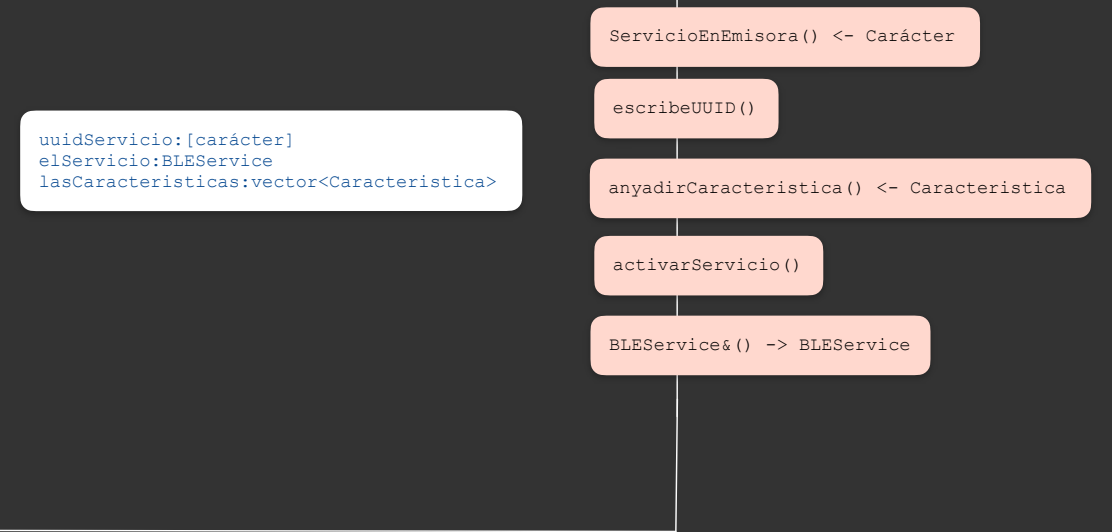 ServicioEnEmisora() <- Carácter
escribeUUID()
uuidServicio:[carácter]
elServicio:BLEService
lasCaracteristicas:vector<Caracteristica>
anyadirCaracteristica() <- Caracteristica
activarServicio()
BLEService&() -> BLEService